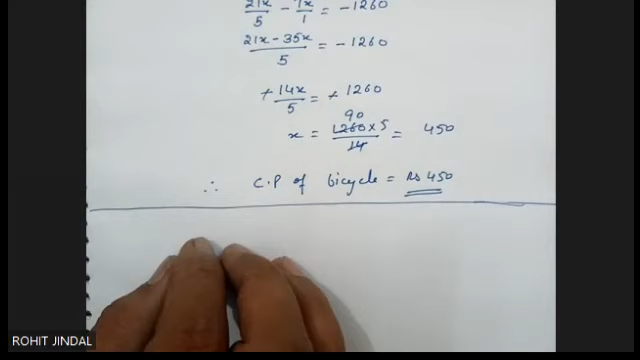 21x/5 - 7x/1 = -1260
21x - 35x/5 = -1260
+14x/5 = +1260
90
x = 1260 x 5/14 = 450
∴ C.P of bicycle = Rs 450
ROHIT JINDAL